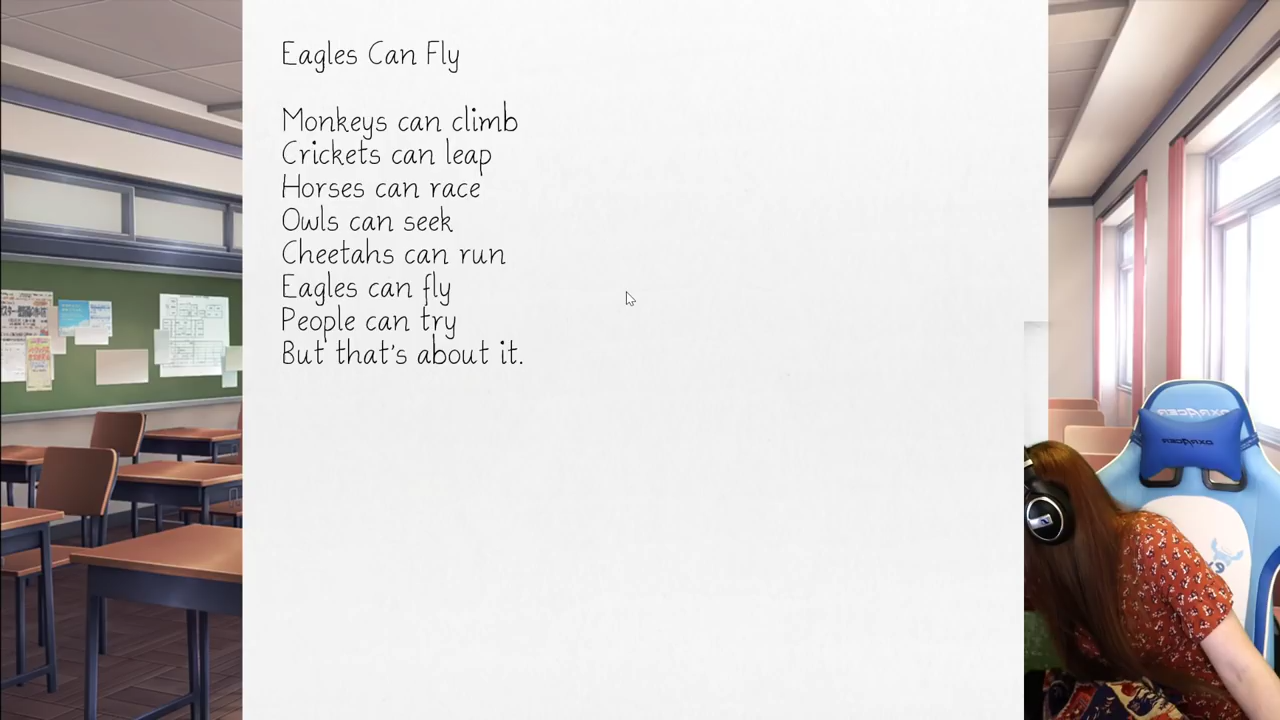 Eagles Can Fly
Monkeys can climb
Crickets can leap
Horses can race
Owls can seek
Cheetahs can run
Eagles can fly
People can try
But that's about it.